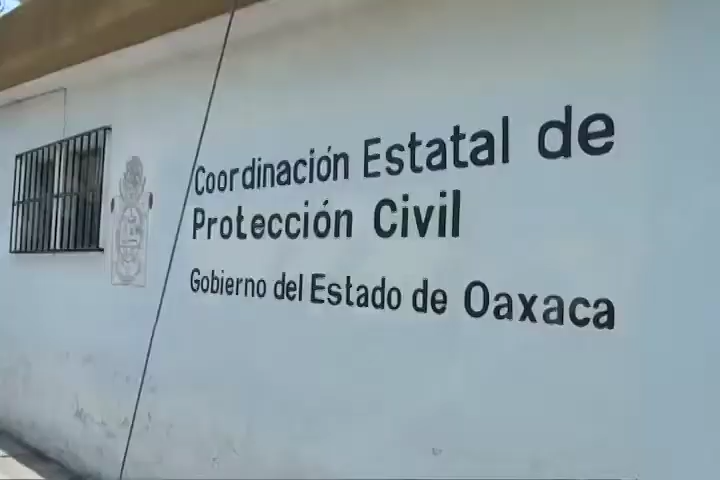 Coordinación Estatal de
Protección Civil
Gobierno del Estado de Oaxaca